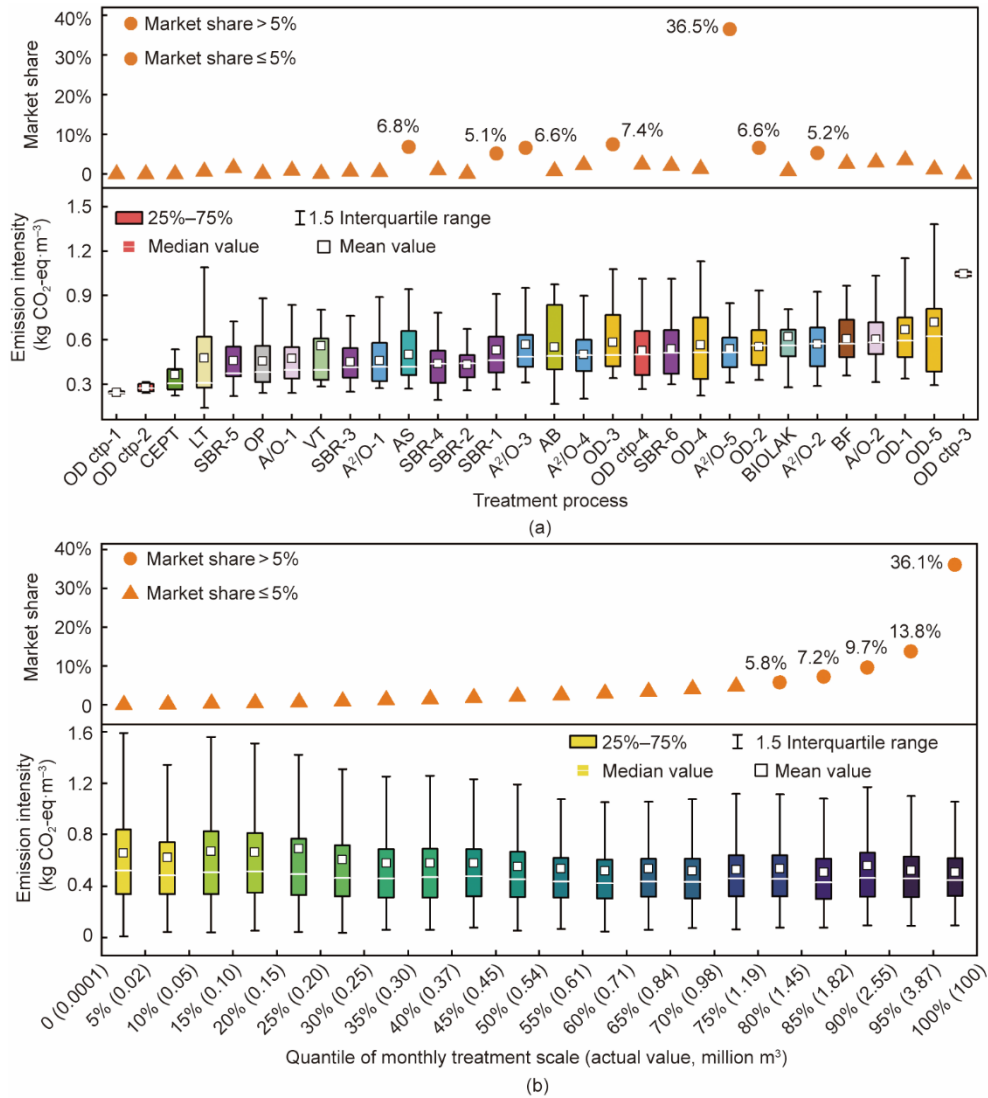 40%
30%
20%
10%
0
Market share
Market share > 5%
Market share ≤ 5%
6.8%
5.1%
6.6%
7.4%
36.5%
6.6%
5.2%
1.5
1.2
0.9
0.6
0.3
Emission intensity
(kg CO₂-eq·m⁻³)
25%–75%
1.5 Interquartile range
Median value
Mean value
OD ctp-1
OD ctp-2
CEPT
LT
SBR-5
OP
A/O-1
VT
SBR-3
A²/O-1
AS
SBR-4
SBR-2
SBR-1
A²/O-3
AB
A²/O-4
OD-3
OD ctp-4
SBR-6
OD-4
A²/O-5
OD-2
BIOLAK
A²/O-2
BF
A/O-2
OD-1
OD-5
OD ctp-3
Treatment process
(a)
40%
30%
20%
10%
0
Market share
Market share > 5%
Market share ≤ 5%
5.8%
7.2%
9.7%
13.8%
36.1%
1.6
1.2
0.8
0.4
0
Emission intensity
(kg CO₂-eq·m⁻³)
25%–75%
1.5 Interquartile range
Median value
Mean value
0 (0.0001)
5% (0.02)
10% (0.05)
15% (0.10)
20% (0.15)
25% (0.20)
30% (0.25)
35% (0.30)
40% (0.37)
45% (0.45)
50% (0.54)
55% (0.61)
60% (0.71)
65% (0.84)
70% (0.98)
75% (1.19)
80% (1.45)
85% (1.82)
90% (2.55)
95% (3.87)
100% (100)
Quantile of monthly treatment scale (actual value, million m³)
(b)